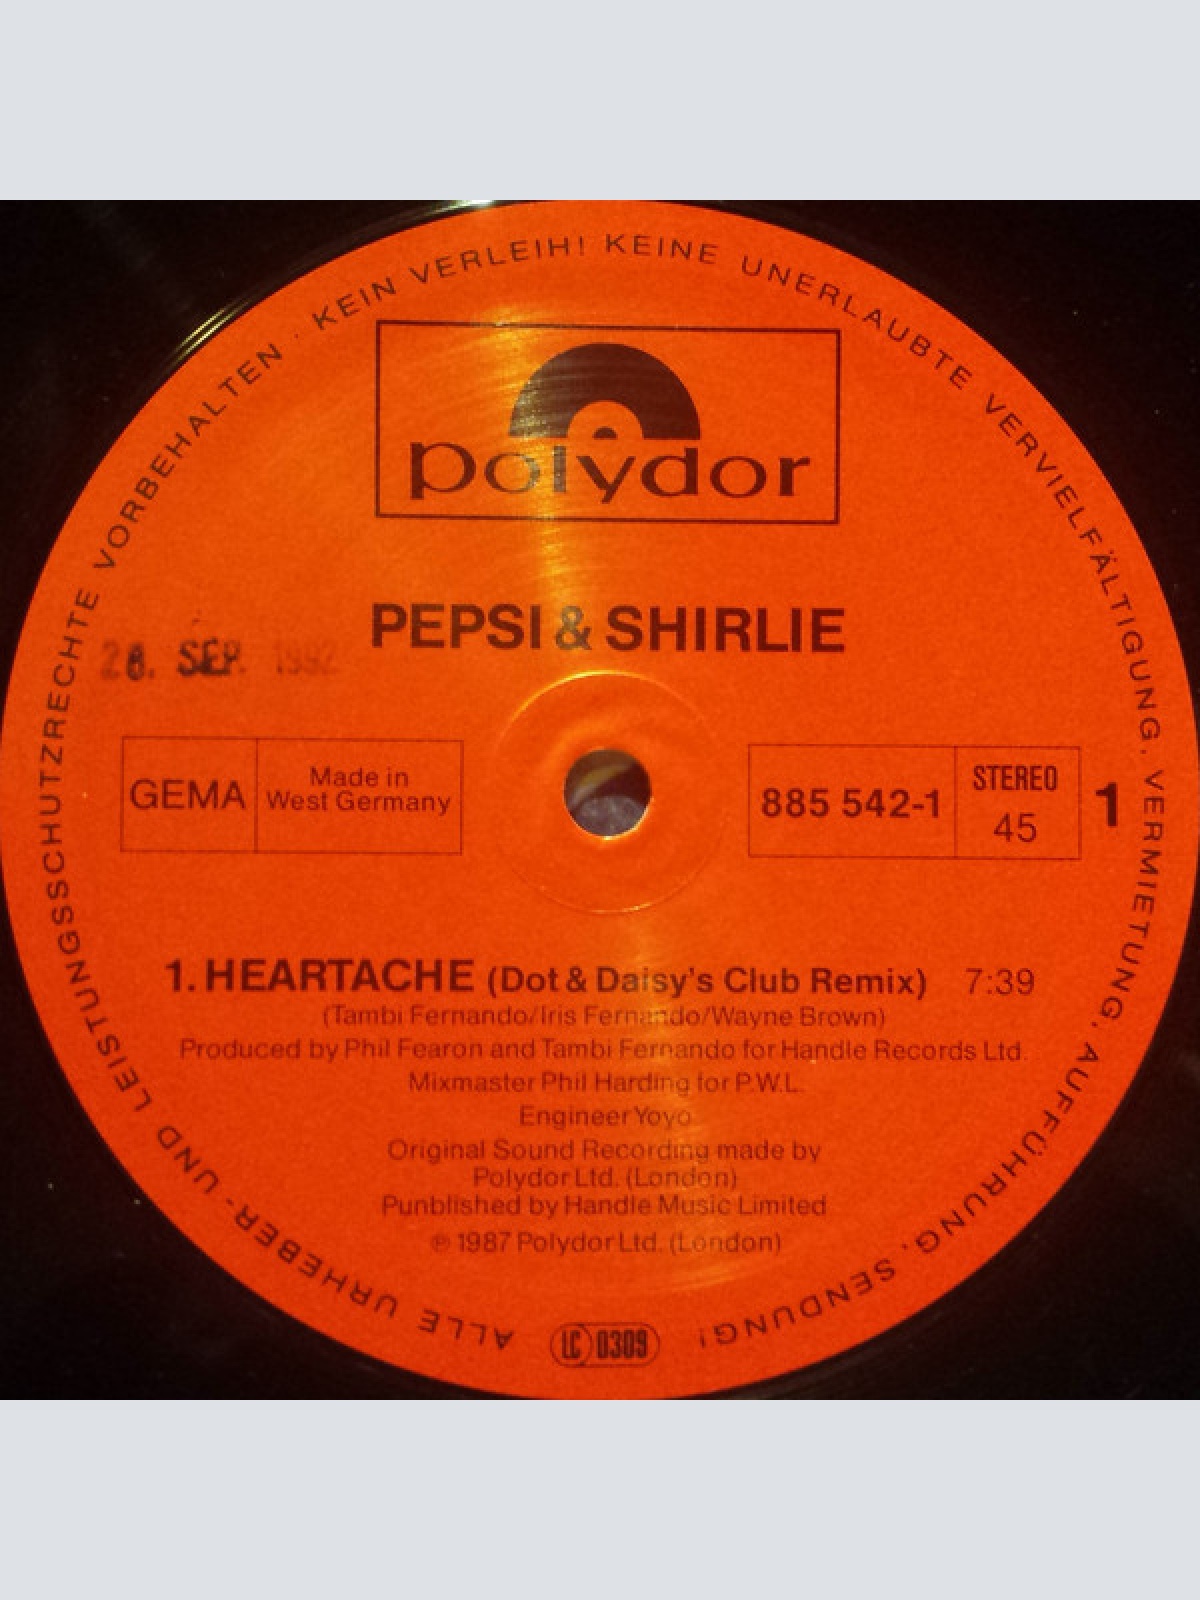 ALLE URHEBER- UND LEISTUNGSSCHUTZRECHTE VORBEHALTEN · KEIN VERLEIH! KEINE UNERLAUBTE VERVIELFÄLTIGUNG, VERMIETUNG, AUFFÜHRUNG, SENDUNG!
polydor
PEPSI & SHIRLIE
28. SEP. 1992
GEMA
Made in
West Germany
885 542-1
STEREO
45
1
1. HEARTACHE (Dot & Daisy's Club Remix) 7:39
(Tambi Fernando/Iris Fernando/Wayne Brown)
Produced by Phil Fearon and Tambi Fernando for Handle Records Ltd.
Mixmaster Phil Harding for P.W.L.
Engineer Yoyo
Original Sound Recording made by
Polydor Ltd. (London)
Punblished by Handle Music Limited
℗ 1987 Polydor Ltd. (London)
LC 0309